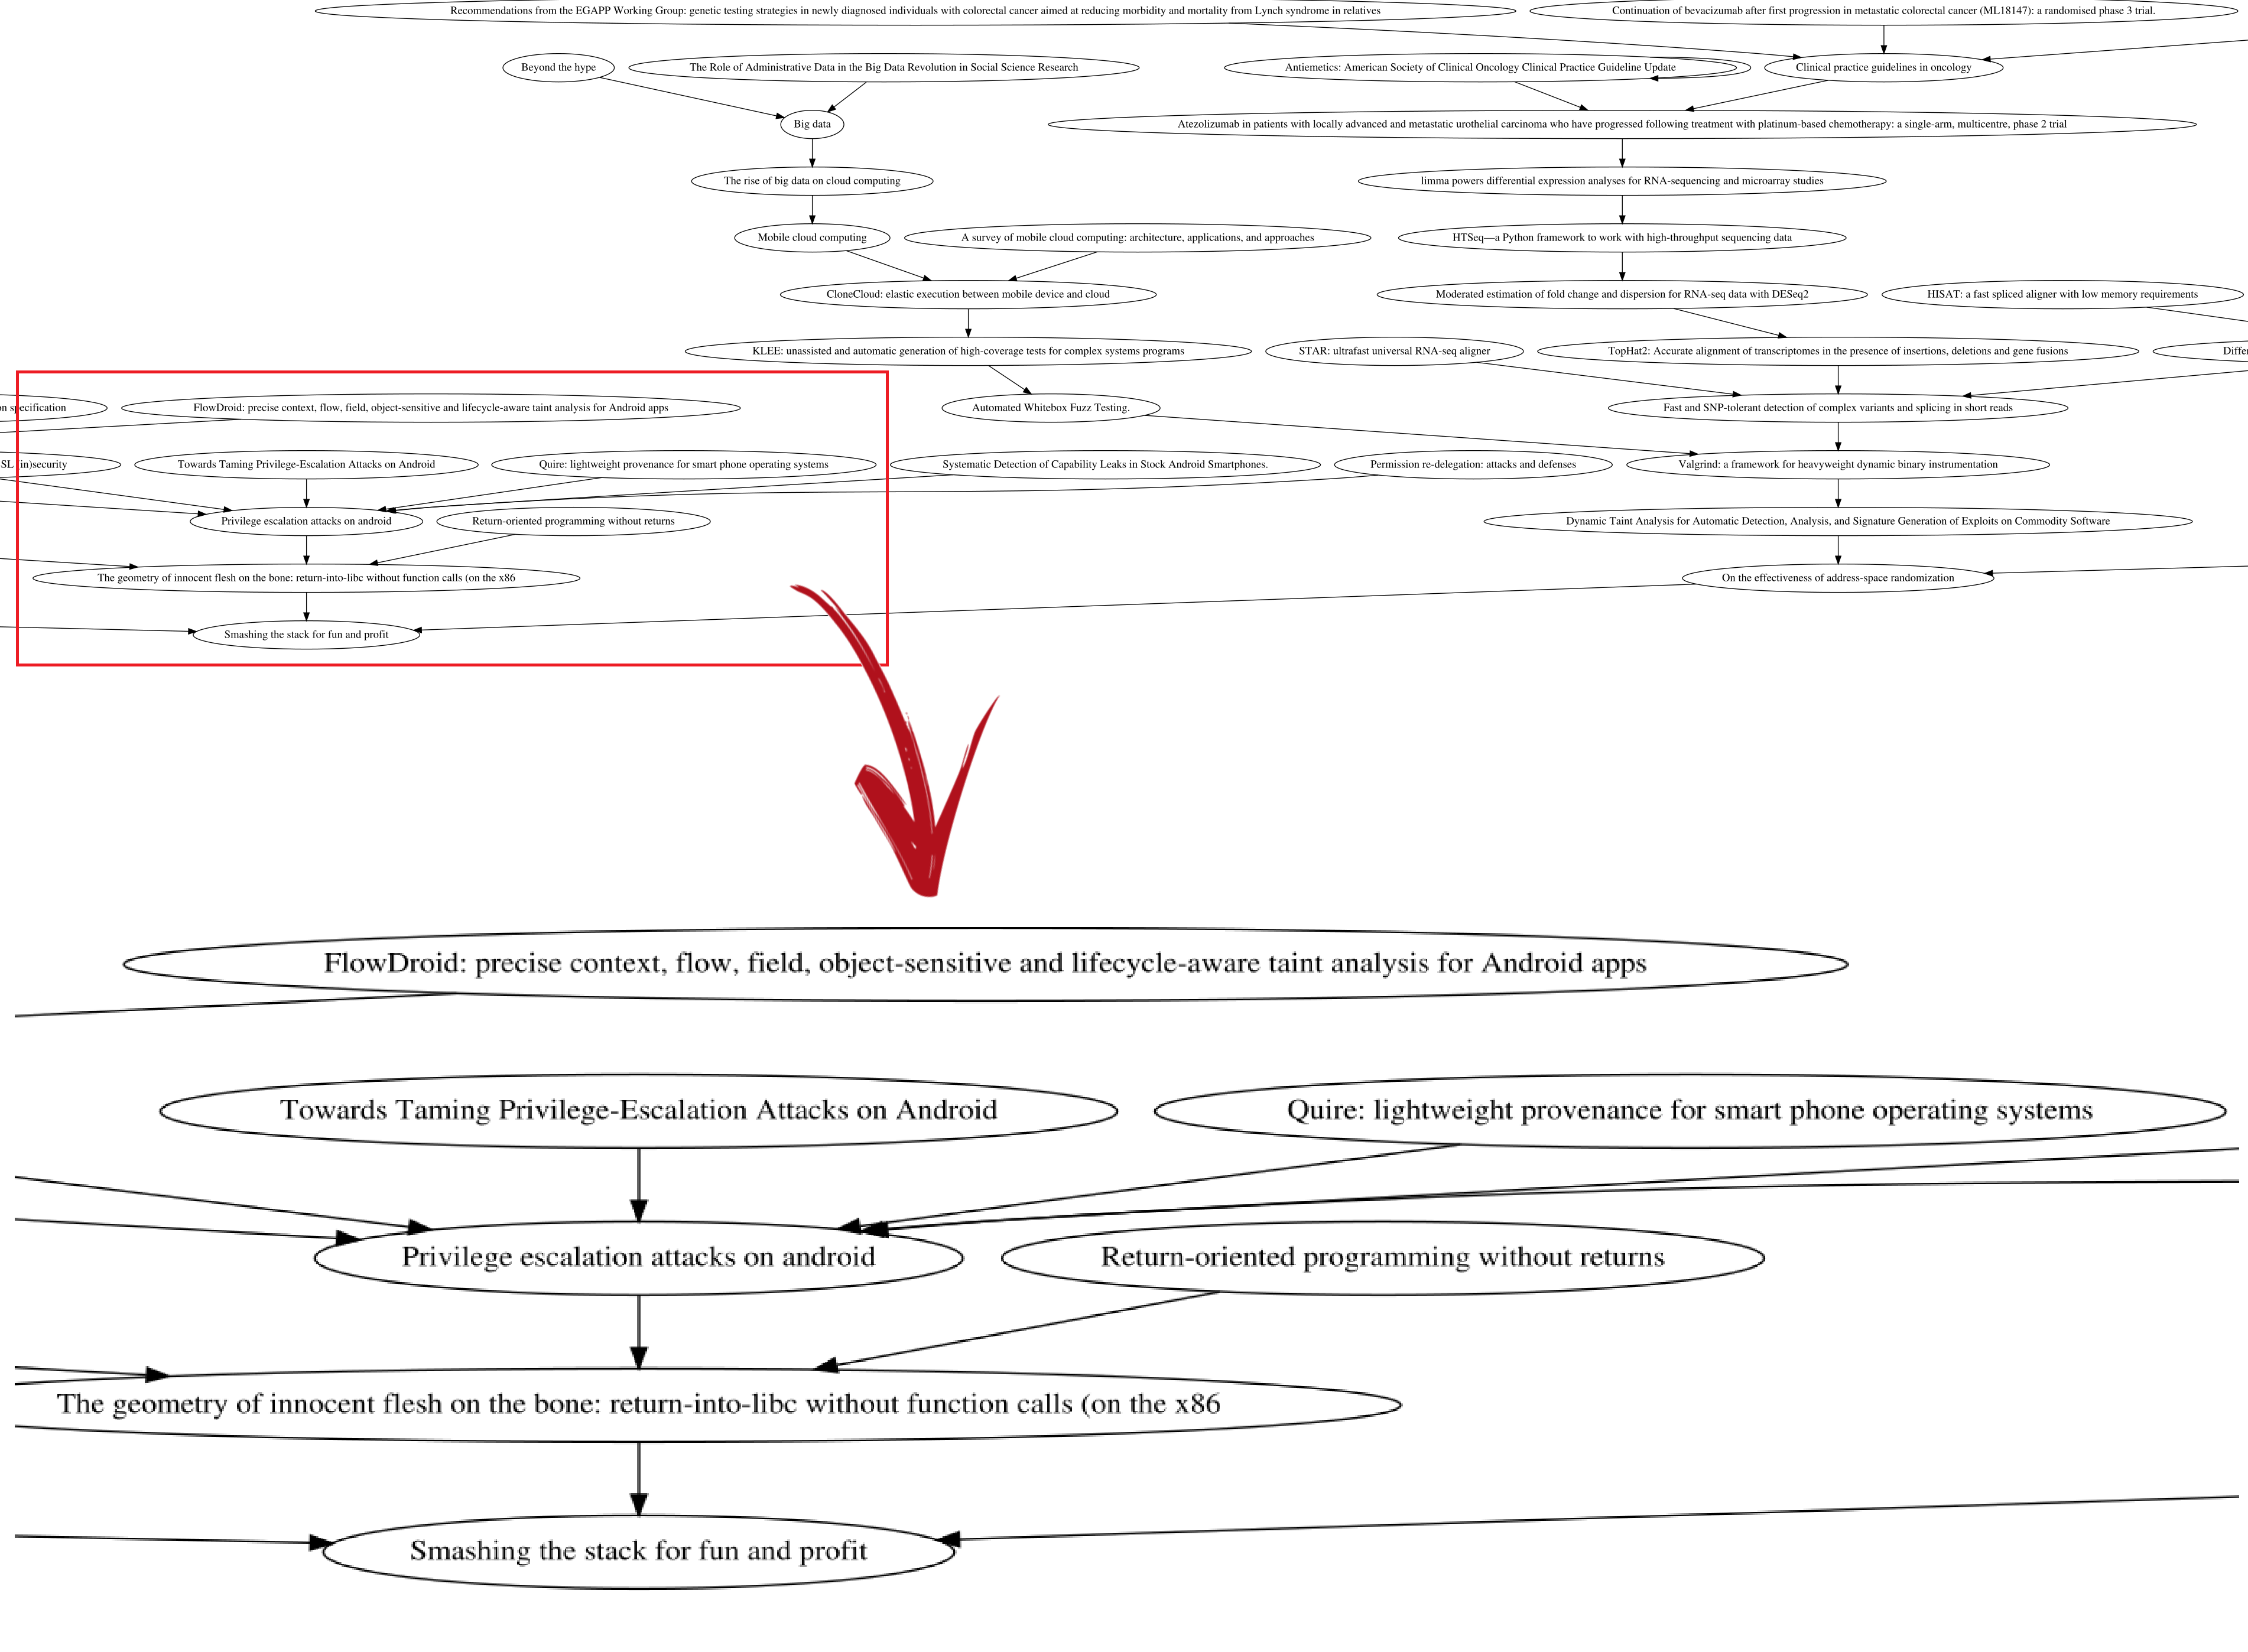 Recommendations from the EGAPP Working Group: genetic testing strategies in newly diagnosed individuals with colorectal cancer aimed at reducing morbidity and mortality from Lynch syndrome in relatives
Continuation of bevacizumab after first progression in metastatic colorectal cancer (ML18147): a randomised phase 3 trial.
Beyond the hype
The Role of Administrative Data in the Big Data Revolution in Social Science Research
Antiemetics: American Society of Clinical Oncology Clinical Practice Guideline Update
Clinical practice guidelines in oncology
Big data
Atezolizumab in patients with locally advanced and metastatic urothelial carcinoma who have progressed following treatment with platinum-based chemotherapy: a single-arm, multicentre, phase 2 trial
The rise of big data on cloud computing
limma powers differential expression analyses for RNA-sequencing and microarray studies
Mobile cloud computing
A survey of mobile cloud computing: architecture, applications, and approaches
HTSeq—a Python framework to work with high-throughput sequencing data
CloneCloud: elastic execution between mobile device and cloud
Moderated estimation of fold change and dispersion for RNA-seq data with DESeq2
HISAT: a fast spliced aligner with low memory requirements
KLEE: unassisted and automatic generation of high-coverage tests for complex systems programs
STAR: ultrafast universal RNA-seq aligner
TopHat2: Accurate alignment of transcriptomes in the presence of insertions, deletions and gene fusions
Differe
n specification
FlowDroid: precise context, flow, field, object-sensitive and lifecycle-aware taint analysis for Android apps
Automated Whitebox Fuzz Testing.
Fast and SNP-tolerant detection of complex variants and splicing in short reads
SL (in)security
Towards Taming Privilege-Escalation Attacks on Android
Quire: lightweight provenance for smart phone operating systems
Systematic Detection of Capability Leaks in Stock Android Smartphones.
Permission re-delegation: attacks and defenses
Valgrind: a framework for heavyweight dynamic binary instrumentation
Privilege escalation attacks on android
Return-oriented programming without returns
Dynamic Taint Analysis for Automatic Detection, Analysis, and Signature Generation of Exploits on Commodity Software
The geometry of innocent flesh on the bone: return-into-libc without function calls (on the x86
On the effectiveness of address-space randomization
Smashing the stack for fun and profit
FlowDroid: precise context, flow, field, object-sensitive and lifecycle-aware taint analysis for Android apps
Towards Taming Privilege-Escalation Attacks on Android
Quire: lightweight provenance for smart phone operating systems
Privilege escalation attacks on android
Return-oriented programming without returns
The geometry of innocent flesh on the bone: return-into-libc without function calls (on the x86
Smashing the stack for fun and profit